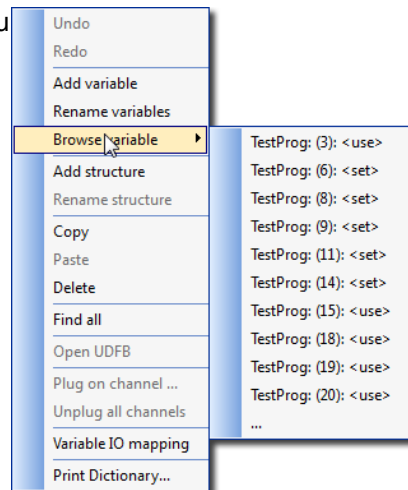 u
Undo
Redo
Add variable
Rename variables
Browse variable
Add structure
Rename structure
Copy
Paste
Delete
Find all
Open UDFB
Plug on channel ...
Unplug all channels
Variable IO mapping
Print Dictionary...
TestProg: (3): <use>
TestProg: (6): <set>
TestProg: (8): <set>
TestProg: (9): <set>
TestProg: (11): <set>
TestProg: (14): <set>
TestProg: (15): <use>
TestProg: (18): <use>
TestProg: (19): <use>
TestProg: (20): <use>
...